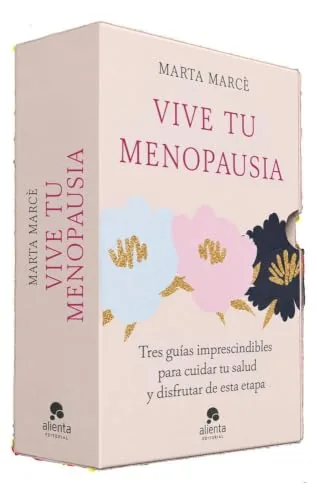 MARTA MARCÈ
VIVE TU
MENOPAUSIA
Tres guías imprescindibles
para cuidar tu salud
y disfrutar de esta etapa
alienta
EDITORIAL
MARTA MARCÈ
VIVE TU
MENOPAUSIA
alienta
EDITORIAL